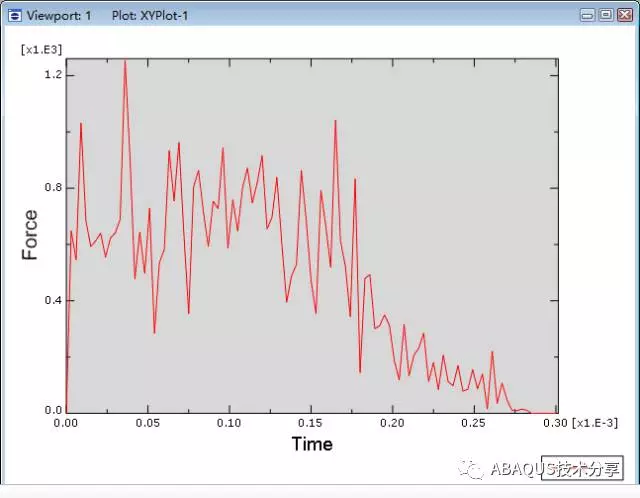 Viewport: 1 Plot: XYPlot-1
[x1.E3]
1.2
0.8
Force
0.4
0.0
0.00 0.05 0.10 0.15 0.20 0.25 0.30 [x1.E-3]
Time
ABAQUS技术分享